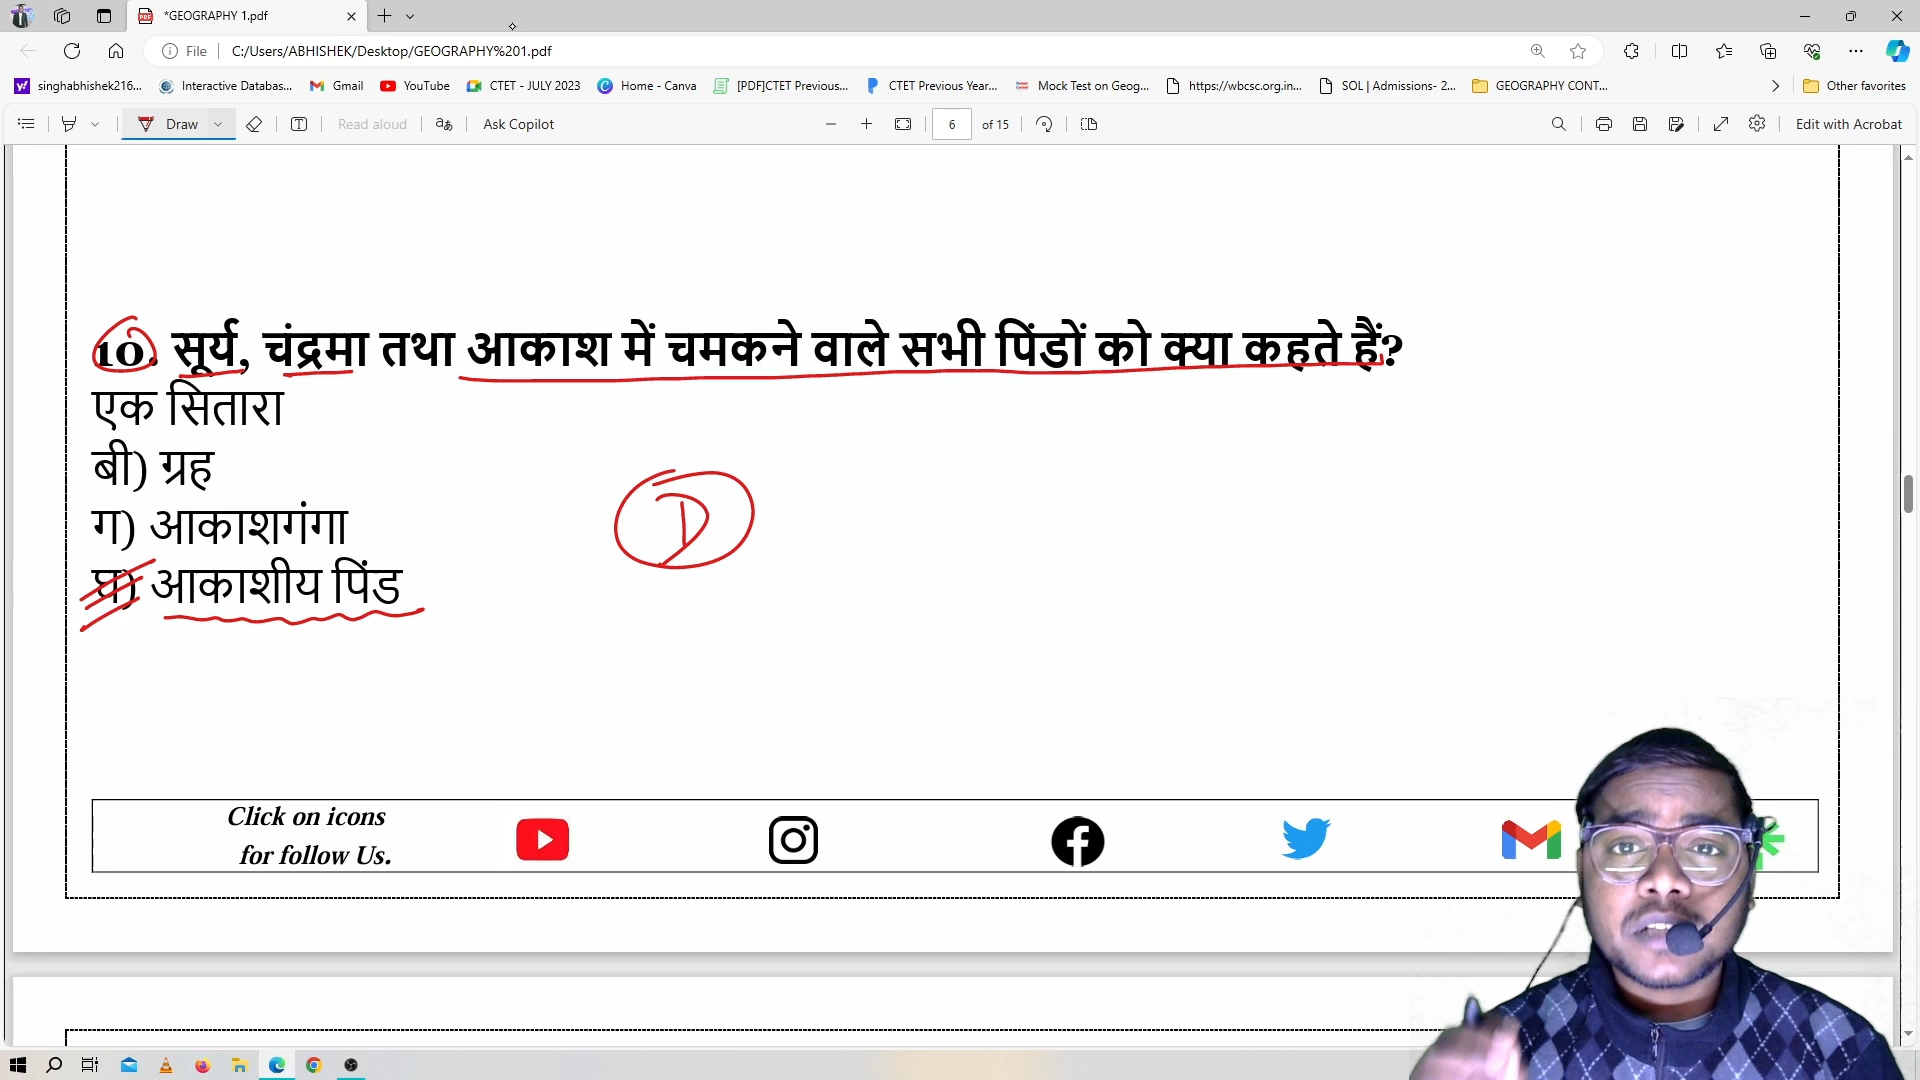 *GEOGRAPHY 1.pdf
File C:/Users/ABHISHEK/Desktop/GEOGRAPHY%201.pdf
singhabhishek216... Interactive Databas... Gmail YouTube CTET - JULY 2023 Home - Canva [PDF]CTET Previous... CTET Previous Year... Mock Test on Geog... https://wbcsc.org.in... SOL | Admissions- 2... GEOGRAPHY CONT... Other favorites
Draw Read aloud Ask Copilot 6 of 15 Edit with Acrobat
10. सूर्य, चंद्रमा तथा आकाश में चमकने वाले सभी पिंडों को क्या कहते हैं?
एक सितारा
बी) ग्रह
ग) आकाशगंगा
D
घ) आकाशीय पिंड
Click on icons
for follow Us.